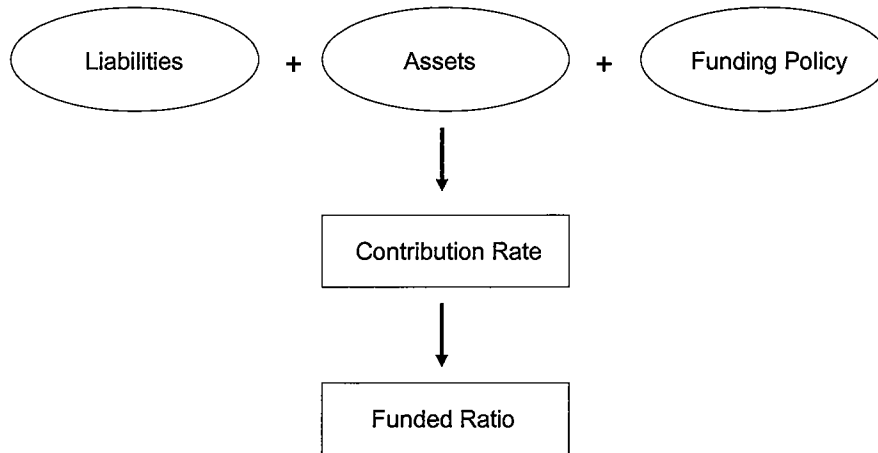 Liabilities + Assets + Funding Policy
Contribution Rate
Funded Ratio